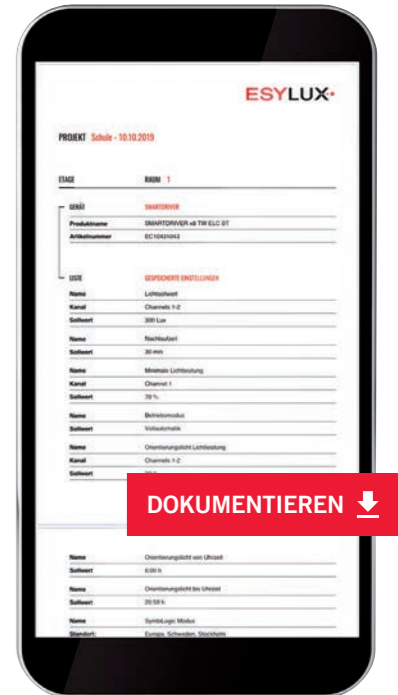 ESYLUX
PROJEKT Schule - 10.10.2019
ETAGE RAUM 1
GERÄT SMARTDRIVER
Produktname SMARTDRIVER x8 TW ELC BT
Artikelnummer EC10431043
LISTE GESPEICHERTE EINSTELLUNGEN
Name Lichtsollwert
Kanal Channels 1-2
Sollwert 300 Lux
Name Nachlaufzeit
Sollwert 30 min
Name Minimale Lichtleistung
Kanal Channel 1
Sollwert 70 %
Name Betriebsmodus
Sollwert Vollautomatik
Name Orientierungslicht Lichtleistung
Kanal Channels 1-2
Sollwert
DOKUMENTIEREN
Name Orientierungslicht von Uhrzeit
Sollwert 6:00 h
Name Orientierungslicht bis Uhrzeit
Sollwert 20:59 h
Name SymbiLogic Modus
Standort: Europa, Schweden, Stockholm